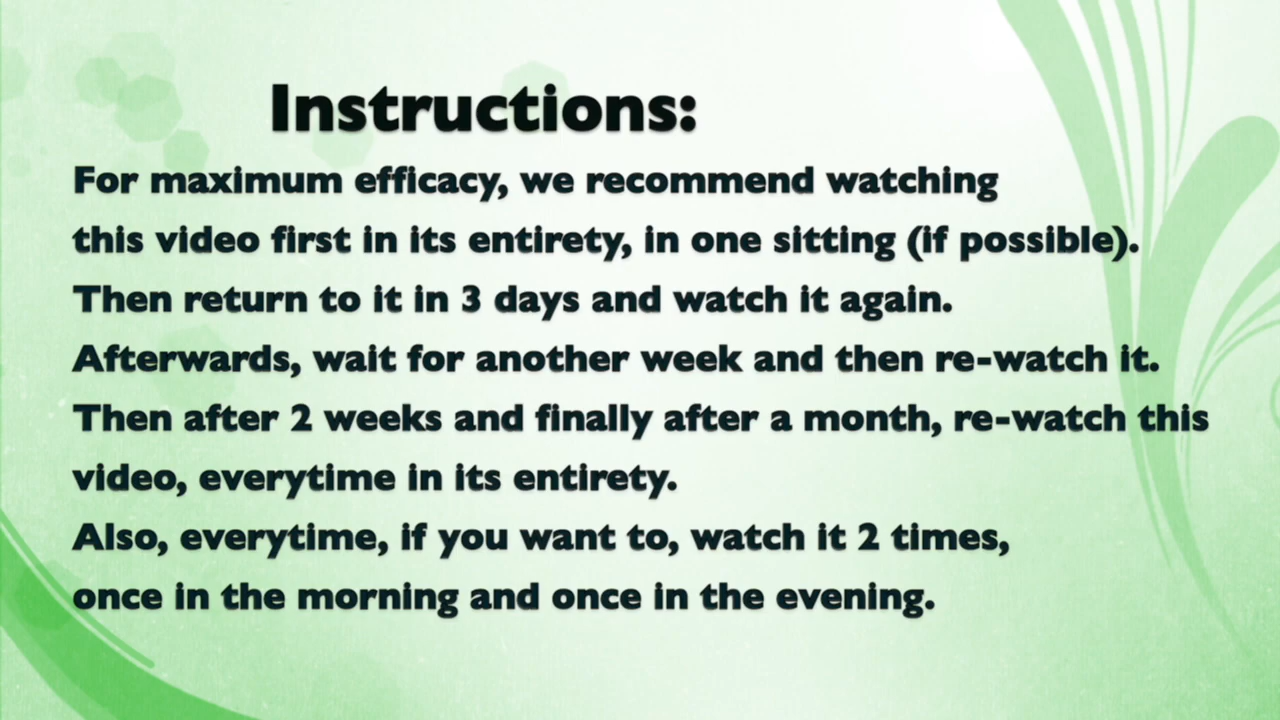 Instructions:
For maximum efficacy, we recommend watching
this video first in its entirety, in one sitting (if possible).
Then return to it in 3 days and watch it again.
Afterwards, wait for another week and then re-watch it.
Then after 2 weeks and finally after a month, re-watch this
video, everytime in its entirety.
Also, everytime, if you want to, watch it 2 times,
once in the morning and once in the evening.